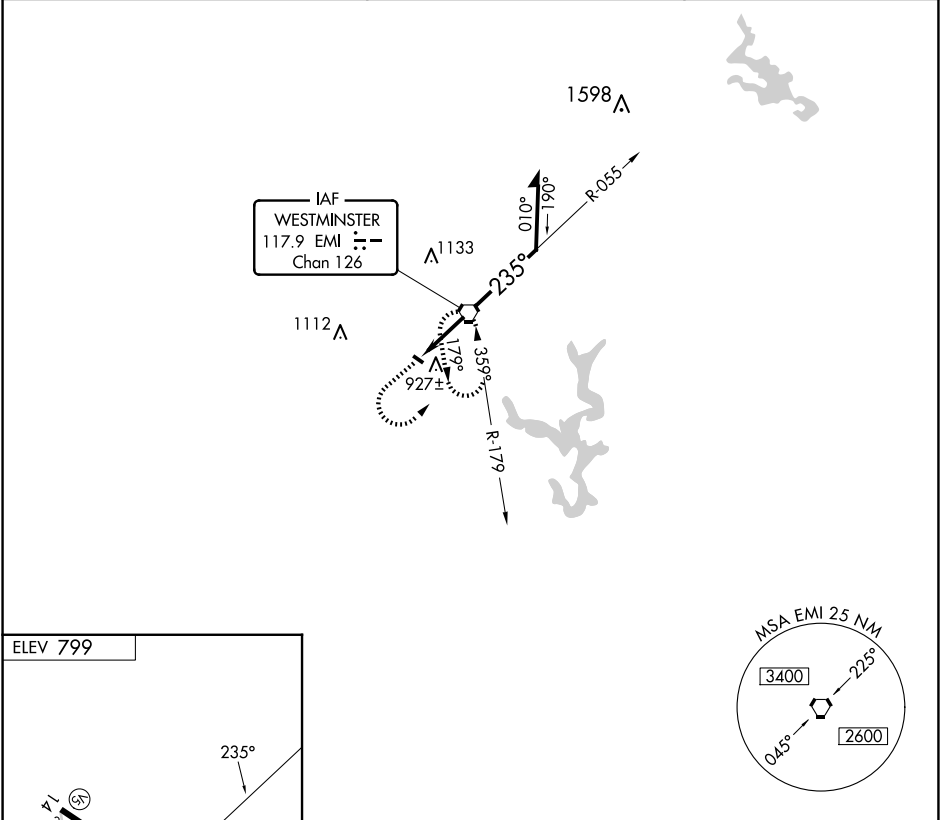 1598
R-055
010°
190°
IAF
WESTMINSTER
117.9 EMI
Chan 126
1133
235°
1112
179°
359°
927±
R-179
MSA EMI 25 NM
3400
225°
045°
2600
ELEV 799
235°
V5
14